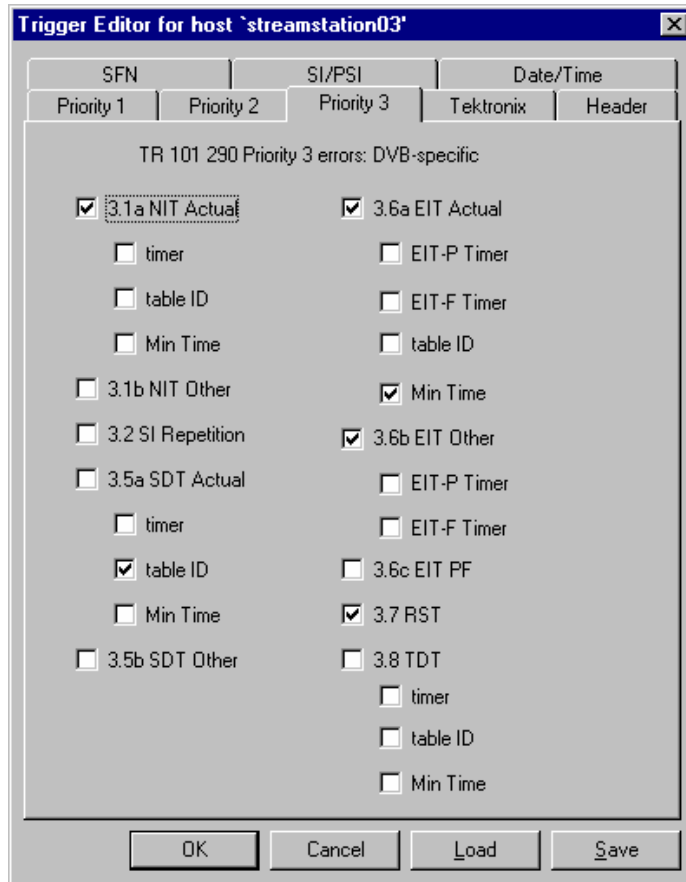 Trigger Editor for host `streamstation03'
SFN
SI/PSI
Date/Time
Priority 1
Priority 2
Priority 3
Tektronix
Header
TR 101 290 Priority 3 errors: DVB-specific
3.1a NIT Actual
timer
table ID
Min Time
3.1b NIT Other
3.2 SI Repetition
3.5a SDT Actual
timer
table ID
Min Time
3.5b SDT Other
3.6a EIT Actual
EIT-P Timer
EIT-F Timer
table ID
Min Time
3.6b EIT Other
EIT-P Timer
EIT-F Timer
3.6c EIT PF
3.7 RST
3.8 TDT
timer
table ID
Min Time
OK
Cancel
Load
Save